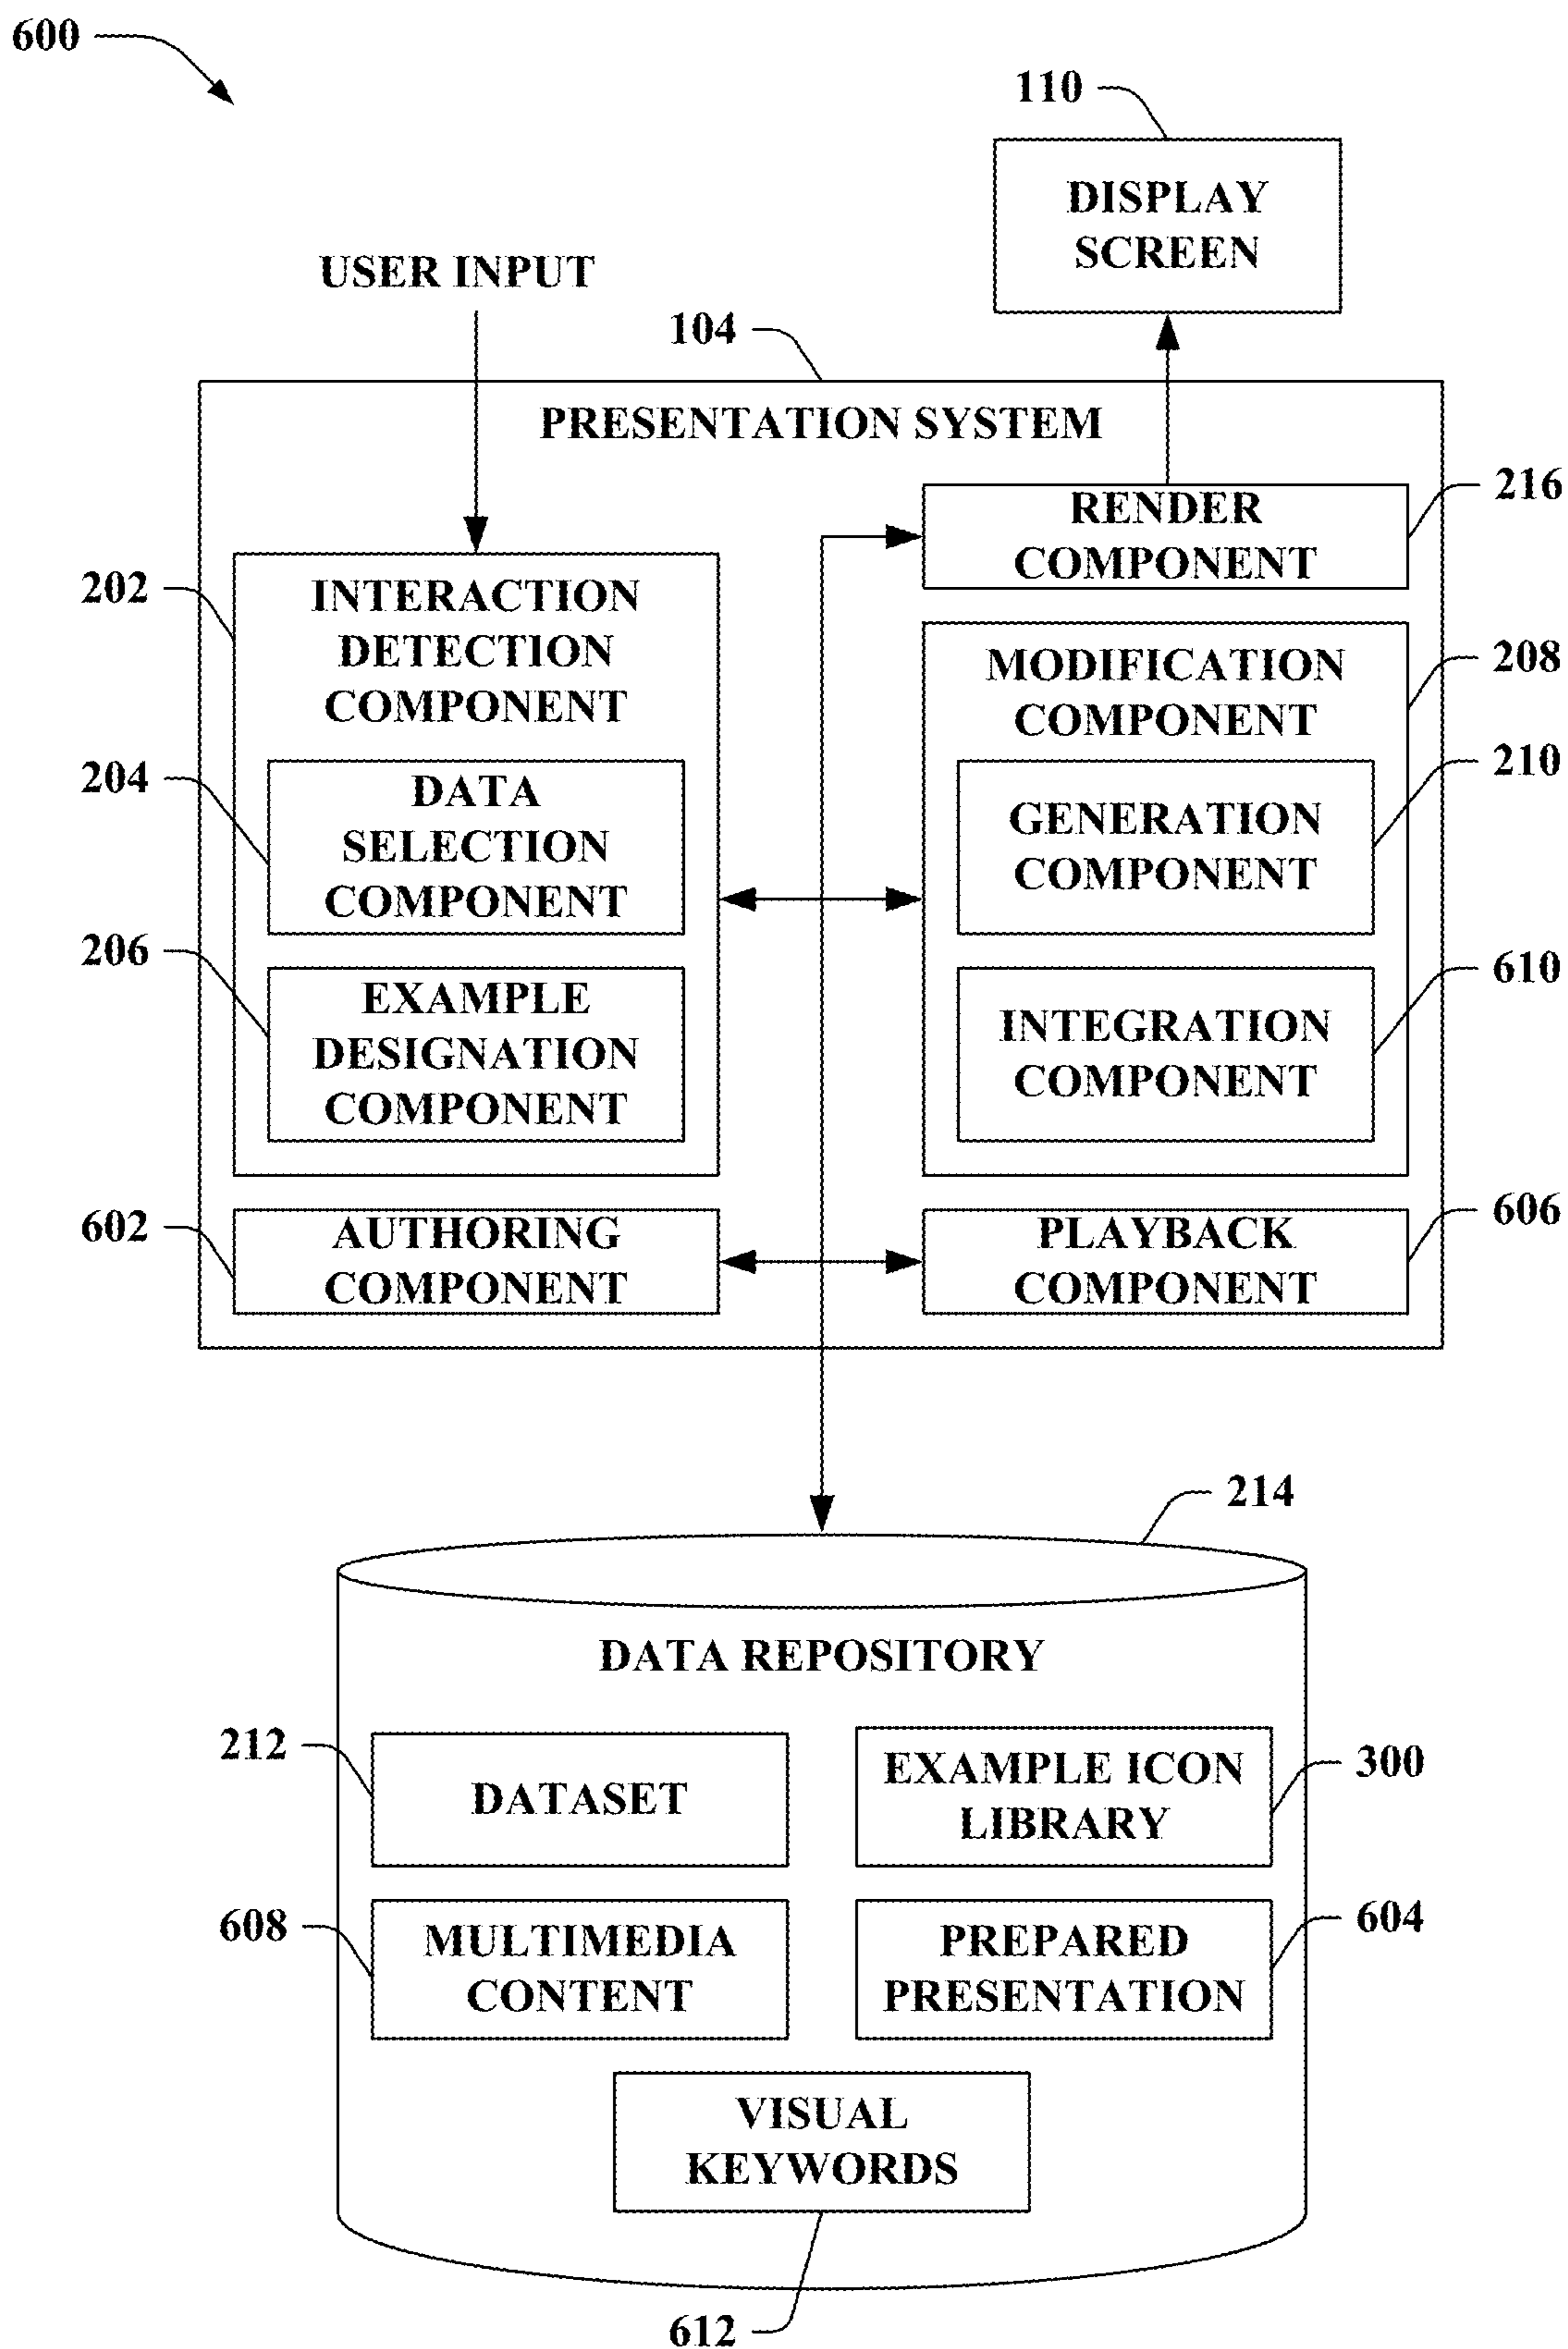 600
110
DISPLAY
SCREEN
USER INPUT
104
PRESENTATION SYSTEM
216
RENDER
COMPONENT
202
INTERACTION
DETECTION
COMPONENT
208
MODIFICATION
COMPONENT
204
DATA
SELECTION
COMPONENT
210
GENERATION
COMPONENT
206
EXAMPLE
DESIGNATION
COMPONENT
610
INTEGRATION
COMPONENT
602
AUTHORING
COMPONENT
606
PLAYBACK
COMPONENT
214
DATA REPOSITORY
212
DATASET
EXAMPLE ICON
LIBRARY
300
608
MULTIMEDIA
CONTENT
PREPARED
PRESENTATION
604
VISUAL
KEYWORDS
612